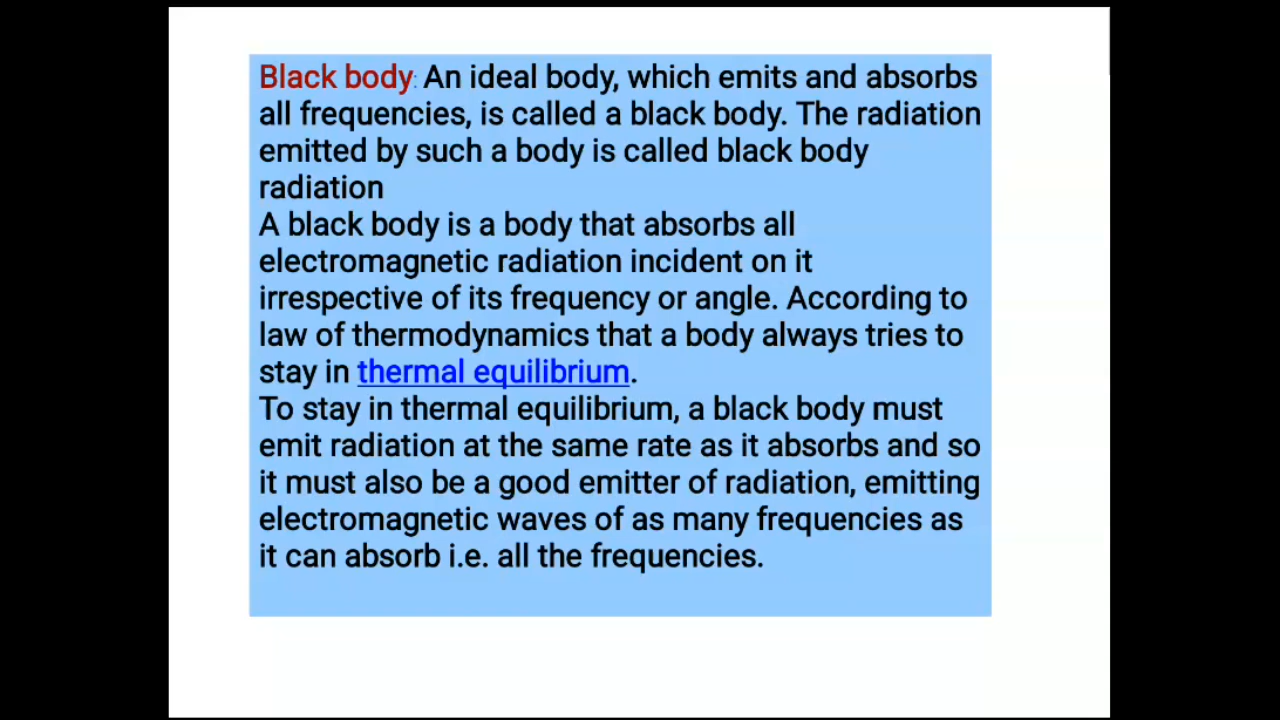 Black body: An ideal body, which emits and absorbs
all frequencies, is called a black body. The radiation
emitted by such a body is called black body
radiation
A black body is a body that absorbs all
electromagnetic radiation incident on it
irrespective of its frequency or angle. According to
law of thermodynamics that a body always tries to
stay in thermal equilibrium.
To stay in thermal equilibrium, a black body must
emit radiation at the same rate as it absorbs and so
it must also be a good emitter of radiation, emitting
electromagnetic waves of as many frequencies as
it can absorb i.e. all the frequencies.